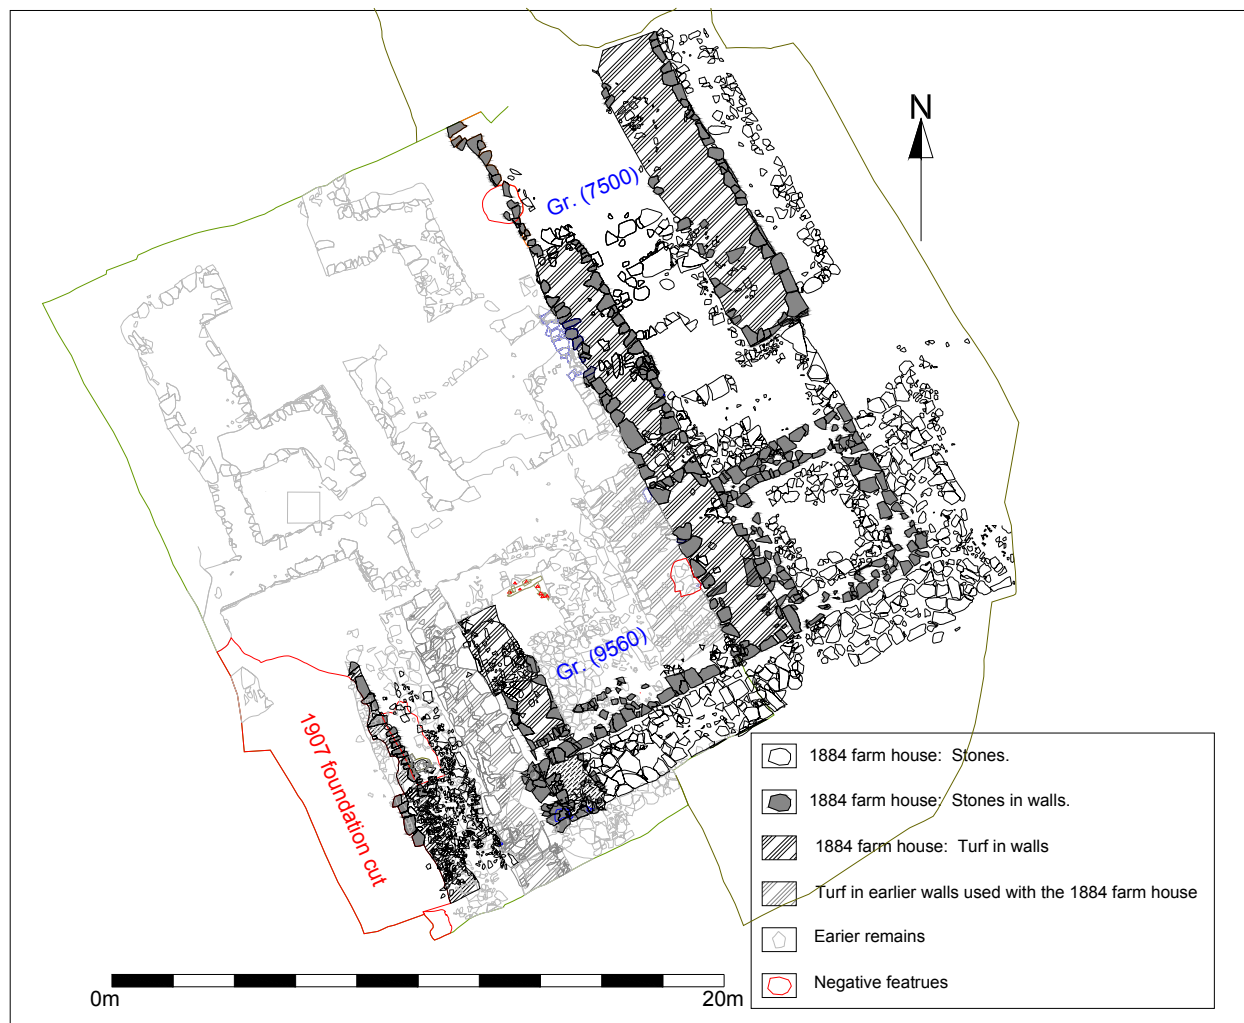 N
Gr. (7500)
Gr. (9560)
1907 foundation cut
1884 farm house: Stones.
1884 farm house: Stones in walls.
1884 farm house: Turf in walls
Turf in earlier walls used with the 1884 farm house
Earier remains
Negative featrues
0m
20m